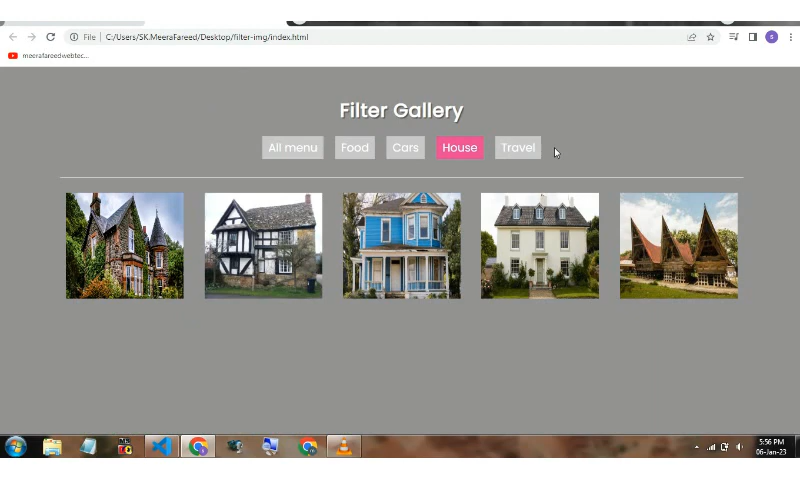 File C:/Users/SK.MeeraFareed/Desktop/filter-img/index.html
meerafareedwebtec...
Filter Gallery
All menu Food Cars House Travel
5:56 PM
06-Jan-23